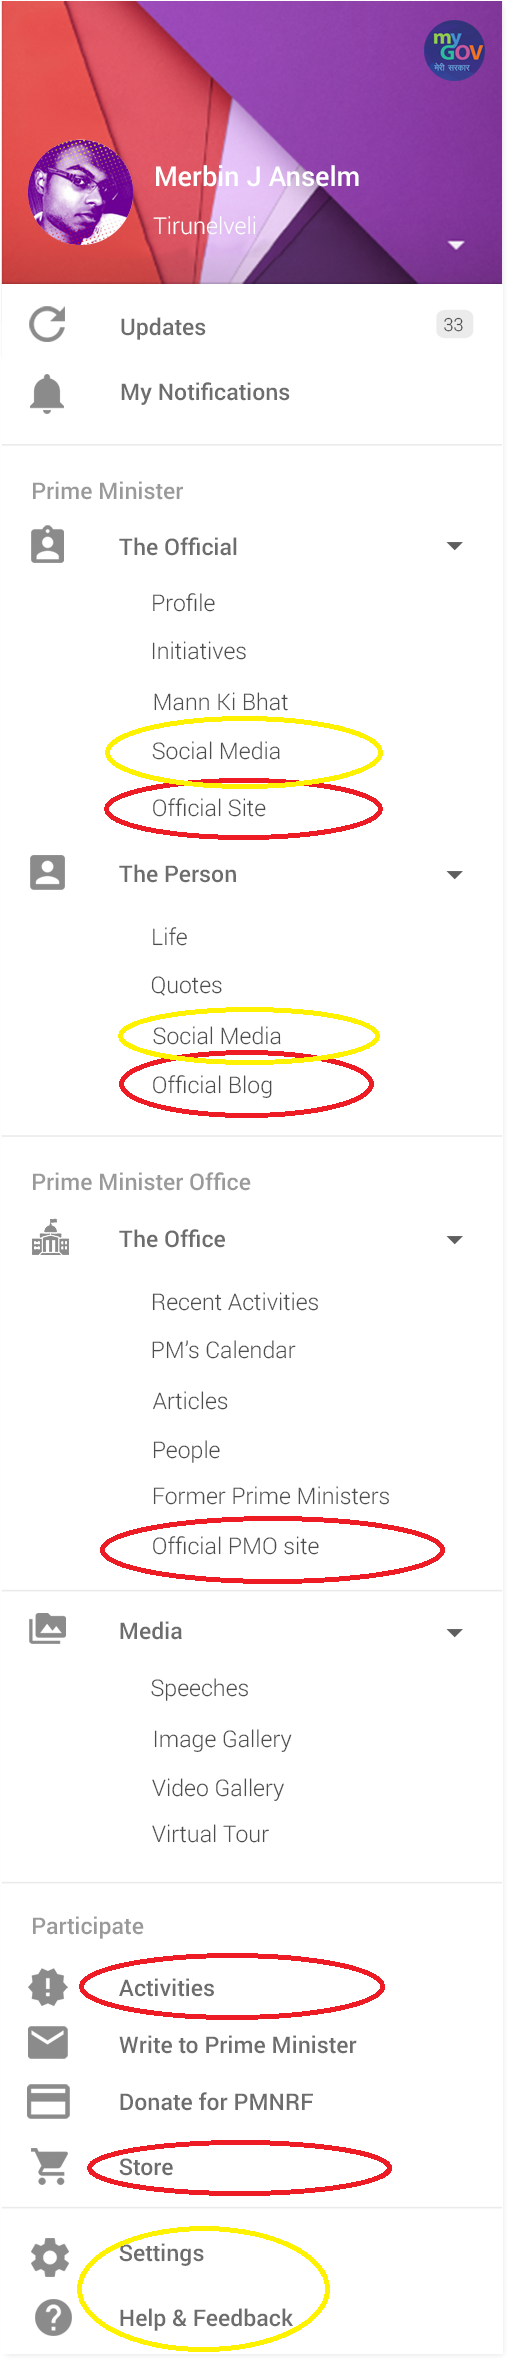 my
GOV
मेरी सरकार
Merbin J Anselm
Tirunelveli
Updates 33
My Notifications
Prime Minister
The Official
Profile
Initiatives
Mann Ki Bhat
Social Media
Official Site
The Person
Life
Quotes
Social Media
Official Blog
Prime Minister Office
The Office
Recent Activities
PM's Calendar
Articles
People
Former Prime Ministers
Official PMO site
Media
Speeches
Image Gallery
Video Gallery
Virtual Tour
Participate
Activities
Write to Prime Minister
Donate for PMNRF
Store
Settings
Help & Feedback